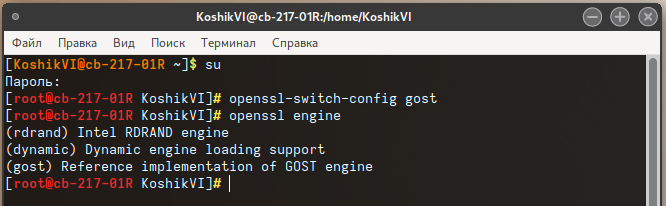 KoshikVI@cb-217-01R:/home/KoshikVI
Файл Правка Вид Поиск Терминал Справка
[KoshikVI@cb-217-01R ~]$ su
Пароль:
[root@cb-217-01R KoshikVI]# openssl-switch-config gost
[root@cb-217-01R KoshikVI]# openssl engine
(rdrand) Intel RDRAND engine
(dynamic) Dynamic engine loading support
(gost) Reference implementation of GOST engine
[root@cb-217-01R KoshikVI]#